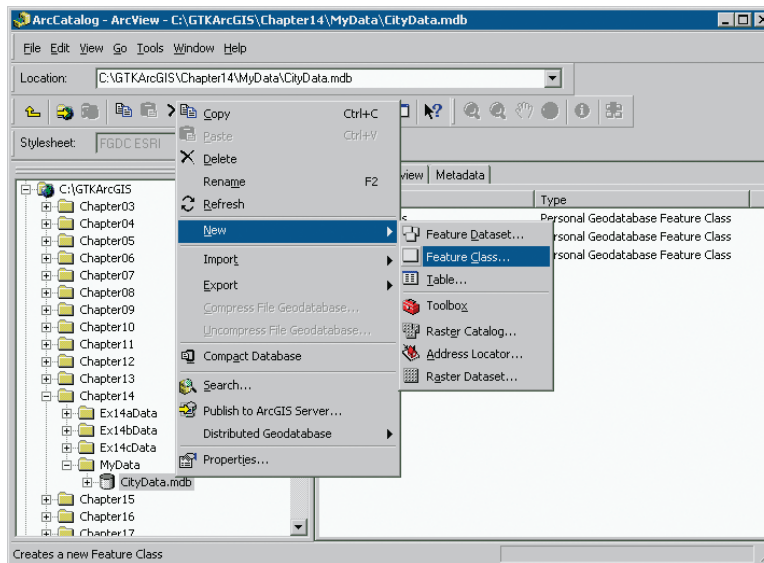 ArcCatalog - ArcView - C:\GTKArcGIS\Chapter14\MyData\CityData.mdb
File Edit View Go Tools Window Help
Location: C:\GTKArcGIS\Chapter14\MyData\CityData.mdb
Stylesheet: FGDC ESRI
Metadata
Type
Personal Geodatabase Feature Class
Geodatabase Feature Class
Geodatabase Feature Class
C:\GTKArcGIS
Chapter03
Chapter04
Chapter05
Chapter06
Chapter07
Chapter08
Chapter09
Chapter10
Chapter11
Chapter12
Chapter13
Chapter14
Ex14aData
Ex14bData
Ex14cData
MyData
CityData.mdb
Chapter15
Chapter16
Chapter17
Copy Ctrl+C
Paste Ctrl+V
Delete
Rename F2
Refresh
New
Import
Export
Compress File Geodatabase...
Uncompress File Geodatabase...
Compact Database
Search...
Publish to ArcGIS Server...
Distributed Geodatabase
Properties...
Feature Dataset...
Feature Class...
Table...
Toolbox
Raster Catalog...
Address Locator...
Raster Dataset...
Creates a new Feature Class